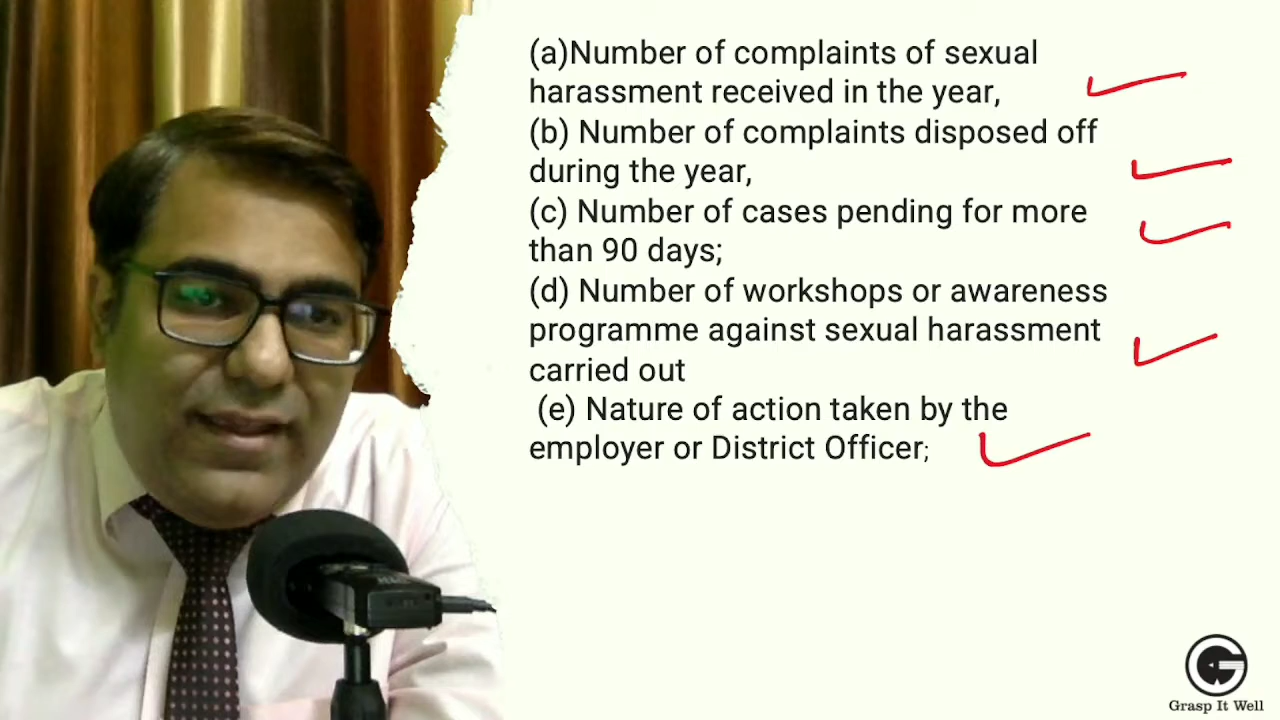 (a)Number of complaints of sexual
harassment received in the year,
(b) Number of complaints disposed off
during the year,
(c) Number of cases pending for more
than 90 days;
(d) Number of workshops or awareness
programme against sexual harassment
carried out
(e) Nature of action taken by the
employer or District Officer;
Grasp It Well